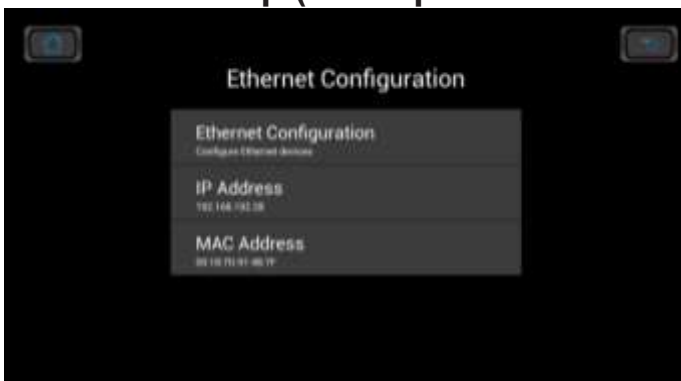 Ethernet Configuration
Ethernet Configuration
Configure Ethernet devices
IP Address
MAC Address